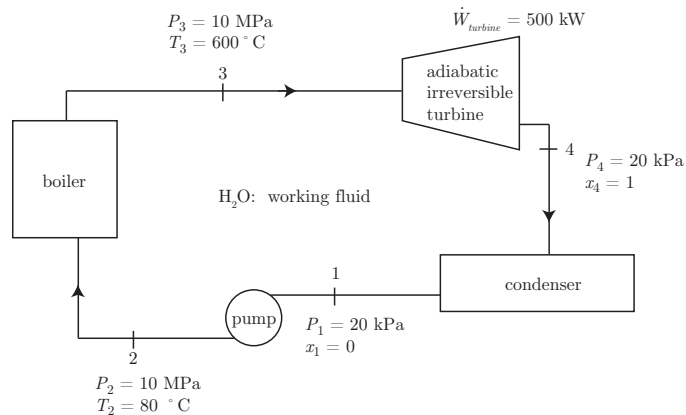 P₃ = 10 MPa
T₃ = 600 °C
Ẇ_turbine = 500 kW
3
adiabatic
irreversible
turbine
4
P₄ = 20 kPa
x₄ = 1
boiler
H₂O: working fluid
condenser
1
pump
P₁ = 20 kPa
x₁ = 0
2
P₂ = 10 MPa
T₂ = 80 °C